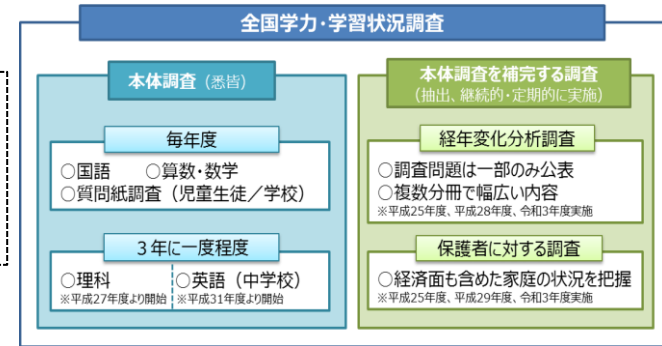 全国学力・学習状況調査
本体調査（悉皆）
毎年度
○国語　○算数・数学
○質問紙調査（児童生徒／学校）
３年に一度程度
○理科
※平成27年度より開始
○英語（中学校）
※平成31年度より開始
本体調査を補完する調査
（抽出、継続的・定期的に実施）
経年変化分析調査
○調査問題は一部のみ公表
○複数分冊で幅広い内容
※平成25年度、平成28年度、令和3年度実施
保護者に対する調査
○経済面も含めた家庭の状況を把握
※平成25年度、平成29年度、令和3年度実施